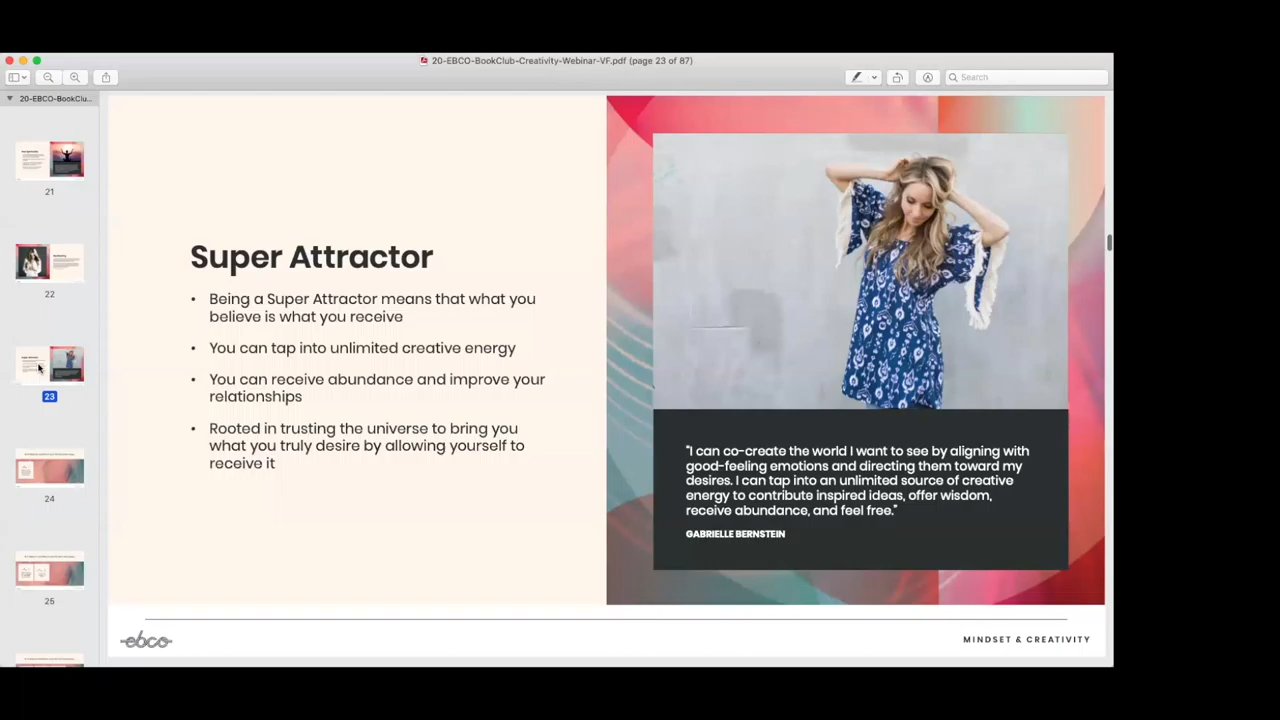 20-EBCO-BookClub-Creativity-Webinar-VF.pdf (page 23 of 87)
Search
20-EBCO-BookClu...
21
22
23
24
25
Super Attractor
• Being a Super Attractor means that what you
believe is what you receive
• You can tap into unlimited creative energy
• You can receive abundance and improve your
relationships
• Rooted in trusting the universe to bring you
what you truly desire by allowing yourself to
receive it
"I can co-create the world I want to see by aligning with
good-feeling emotions and directing them toward my
desires. I can tap into an unlimited source of creative
energy to contribute inspired ideas, offer wisdom,
receive abundance, and feel free."
GABRIELLE BERNSTEIN
ebco
MINDSET & CREATIVITY